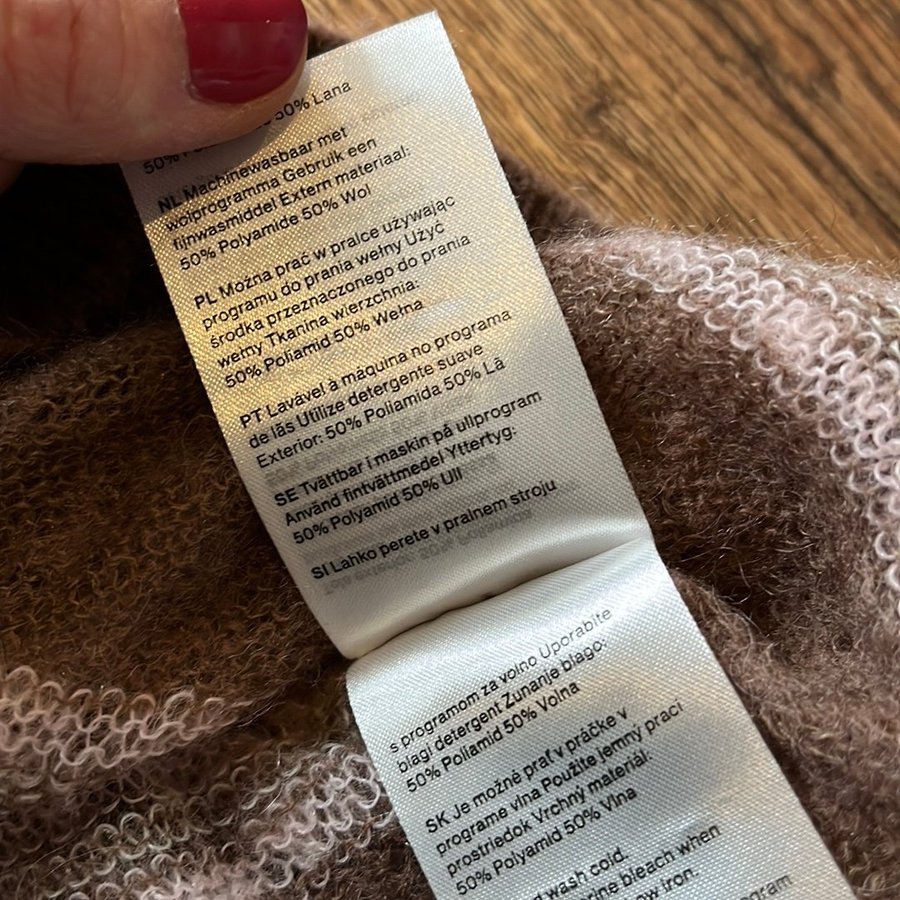 50% Lana
NL Machinewasbaar met
wolprogramma Gebruik een
fijnwasmiddel Extern materiaal:
50% Polyamide 50% Wol
PL Można prać w pralce używając
programu do prania wełny Użyć
środka przeznaczonego do prania
wełny Tkanina wierzchnia:
50% Poliamid 50% Wełna
PT Lavável à máquina no programa
de lãs Utilize detergente suave
Exterior: 50% Poliamida 50% Lã
SE Tvättbar i maskin på ullprogram
Använd fintvättmedel Yttertyg:
50% Polyamid 50% Ull
SI Lahko perete v pralnem stroju
s programom za volno Uporabite
blagi detergent Zunanje blago:
50% Poliamid 50% Volna
SK Je možné prať v práčke v
programe vlna Použite jemný prací
prostriedok Vrchný materiál:
50% Polyamid 50% Vlna
wash cold.
bleach when
iron.